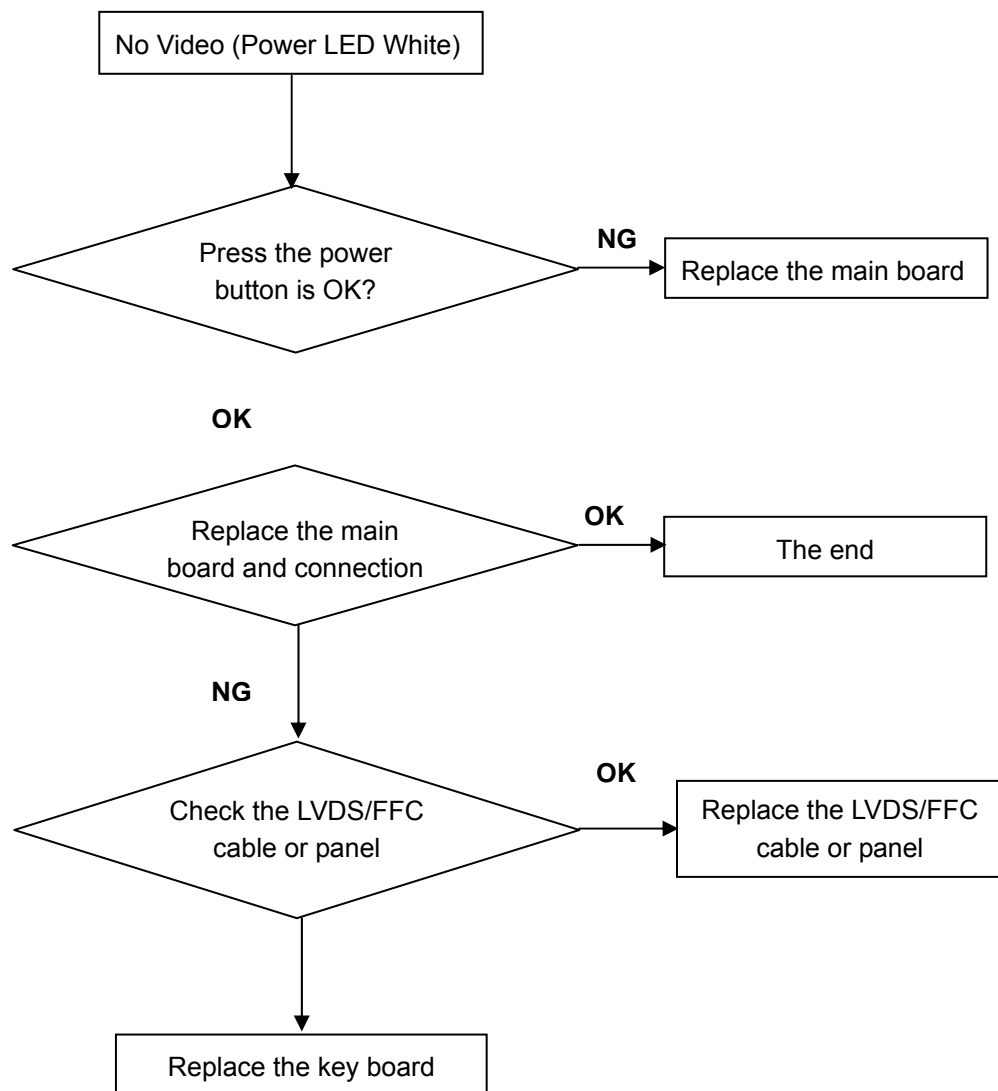 No Video (Power LED White)
Press the power
button is OK?
NG
Replace the main board
OK
Replace the main
board and connection
OK
The end
NG
Check the LVDS/FFC
cable or panel
OK
Replace the LVDS/FFC
cable or panel
Replace the key board